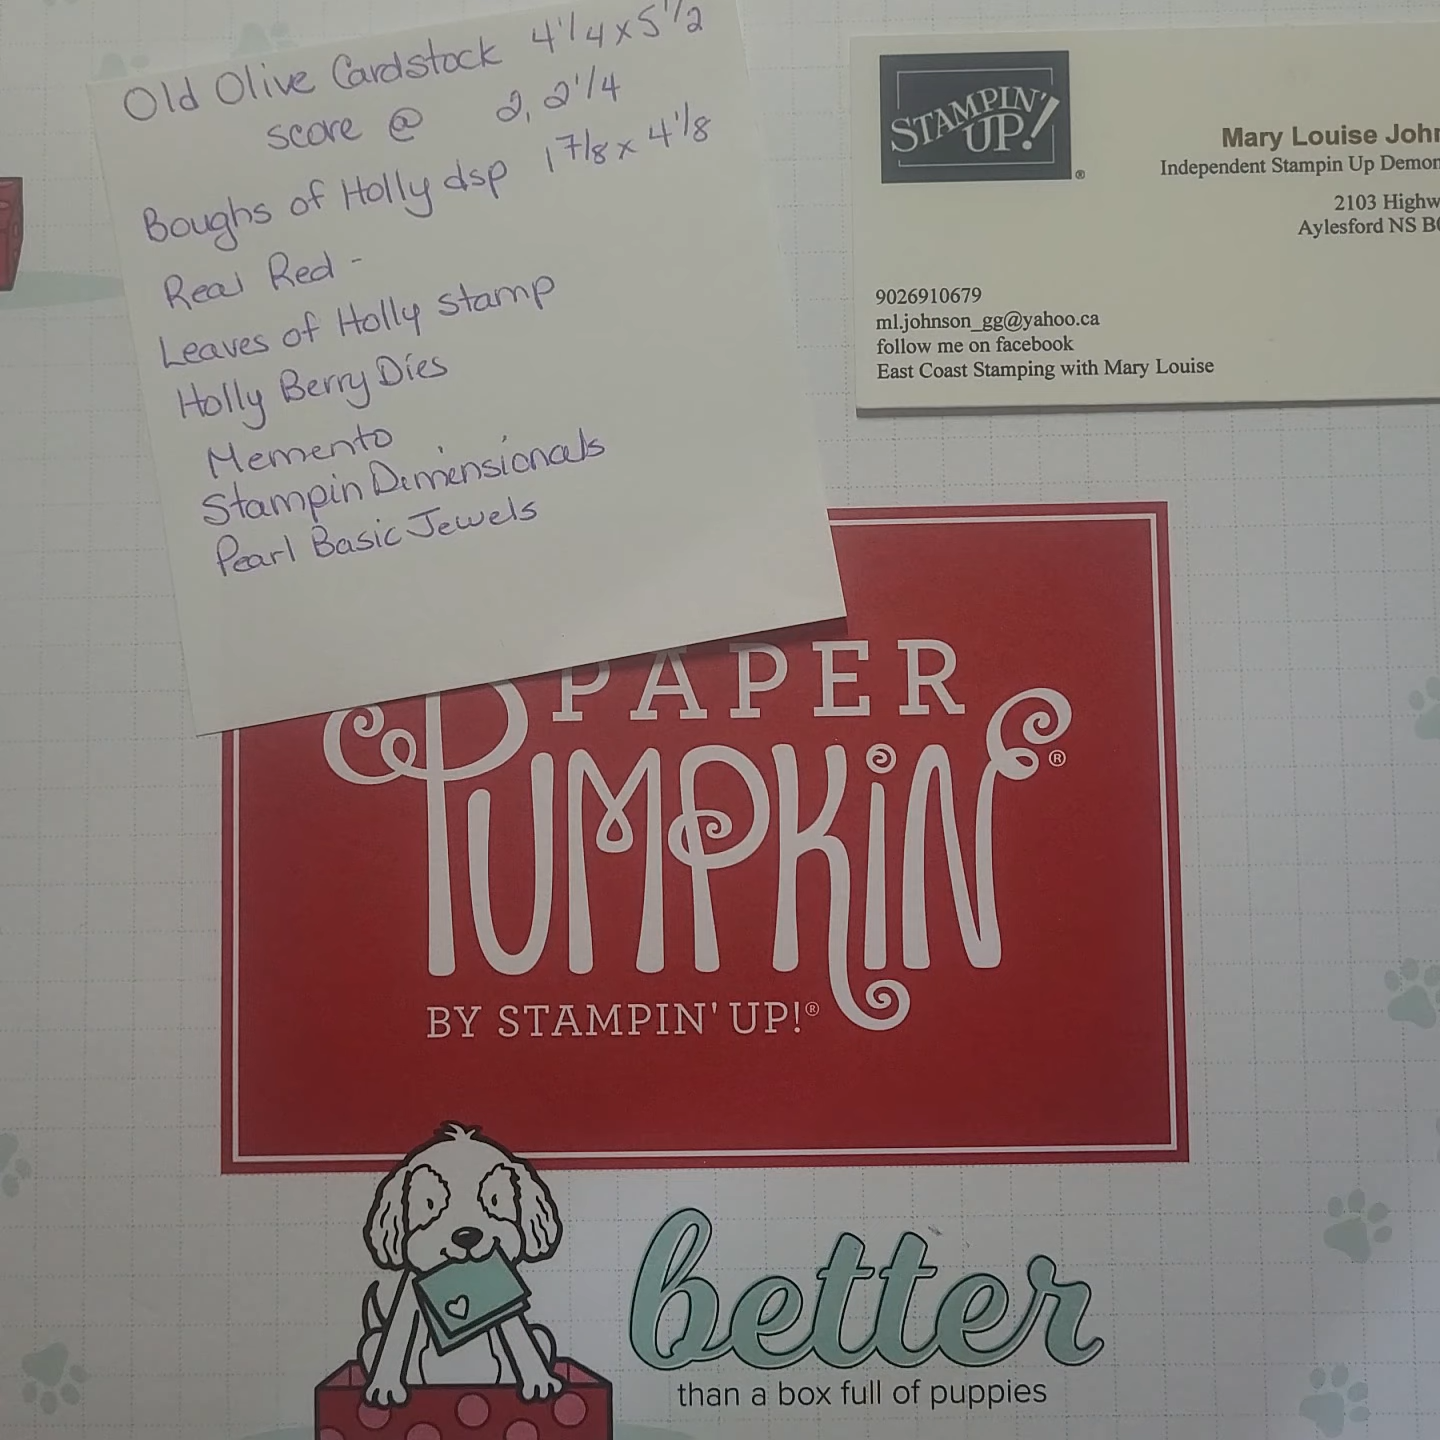 Old Olive Cardstock 4 1/4 x 5 1/2
score @ 2, 2 1/4
Boughs of Holly dsp 1 7/8 x 4 1/8
Real Red -
Leaves of Holly stamp
Holly Berry Dies
Memento
Stampin Dimensionals
Pearl Basic Jewels
STAMPIN' UP! ®
Mary Louise John
Independent Stampin Up Demon
2103 Highw
Aylesford NS B0
9026910679
ml.johnson_gg@yahoo.ca
follow me on facebook
East Coast Stamping with Mary Louise
PAPER
PUMPKIN®
BY STAMPIN' UP!®
better
than a box full of puppies